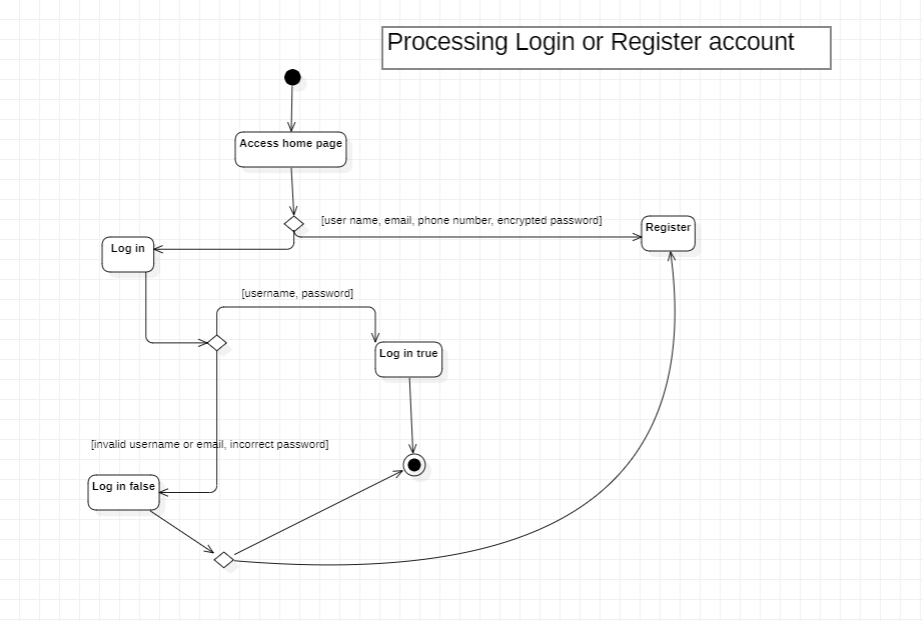 Processing Login or Register account
Access home page
[user name, email, phone number, encrypted password]
Register
Log in
[username, password]
Log in true
[invalid username or email, incorrect password]
Log in false